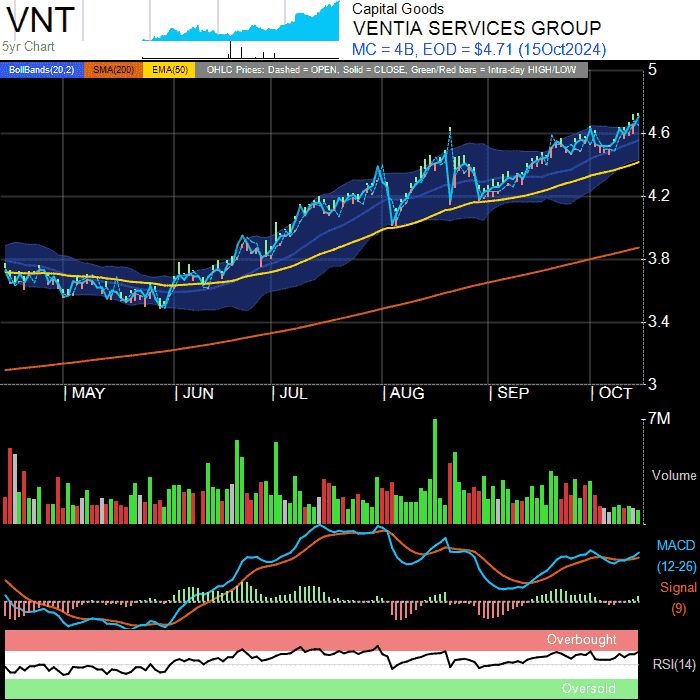 VNT
5yr Chart
Capital Goods
VENTIA SERVICES GROUP
MC = 4B, EOD = $4.71 (15Oct2024)
BollBands(20,2) SMA(200) EMA(50) OHLC Prices: Dashed = OPEN, Solid = CLOSE, Green/Red bars = Intra-day HIGH/LOW
5
4.6
4.2
3.8
3.4
3
MAY JUN JUL AUG SEP OCT
7M
Volume
MACD
(12-26)
Signal
(9)
Overbought
RSI(14)
Oversold